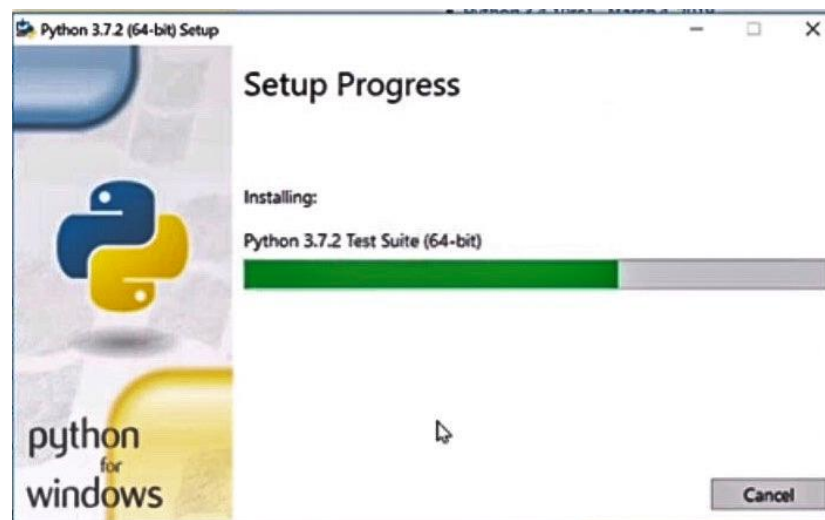 Python 3.7.2 (64-bit) Setup
Setup Progress
Installing:
Python 3.7.2 Test Suite (64-bit)
python
for
windows
Cancel